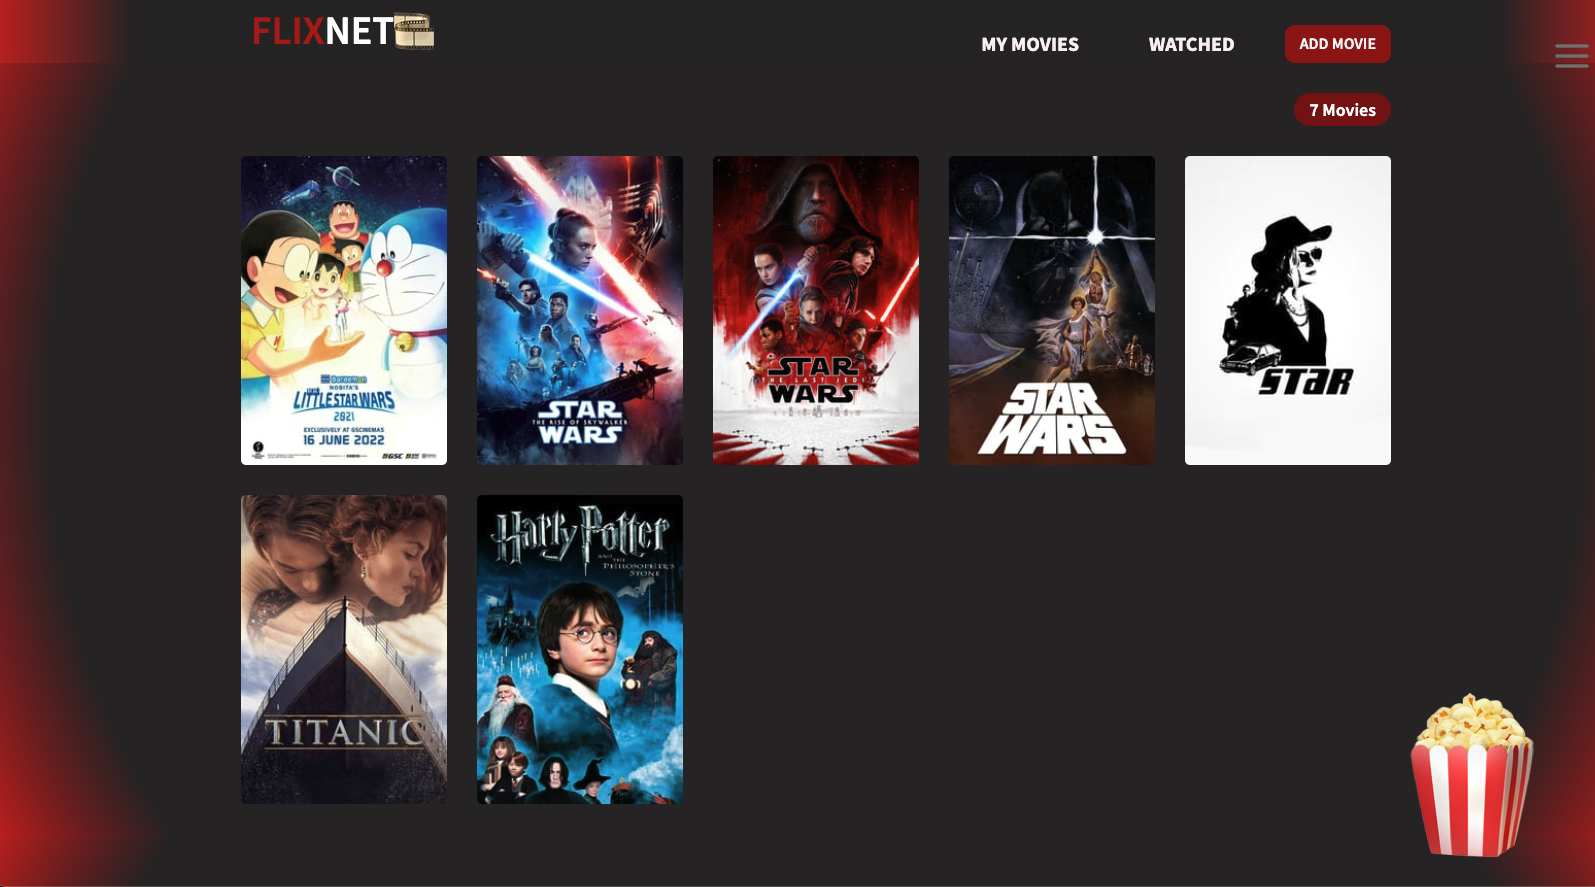 FLIXNET
MY MOVIES
WATCHED
ADD MOVIE
7 Movies
Doraemon
NOBITA'S
LITTLE STAR WARS
2021
EXCLUSIVELY AT GSCINEMAS
16 JUNE 2022
GSC
STAR
THE RISE OF SKYWALKER
WARS
STAR
THE LAST JEDI
WARS
STAR
WARS
STAR
TITANIC
Harry Potter
AND THE
PHILOSOPHER'S
STONE